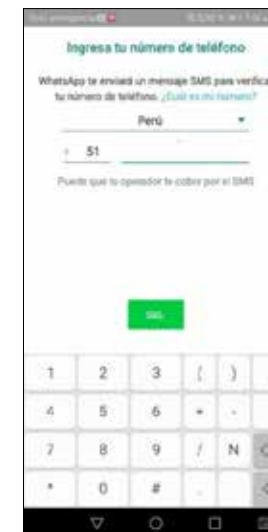 Ingresa tu número de teléfono
WhatsApp te enviará un mensaje SMS para verifica
tu número de teléfono. ¿Cuál es mi número?
Perú
+ 51
Puede que tu operador te cobre por el SMS
1 2 3 ( )
4 5 6 + -
7 8 9 / N
* 0 # .